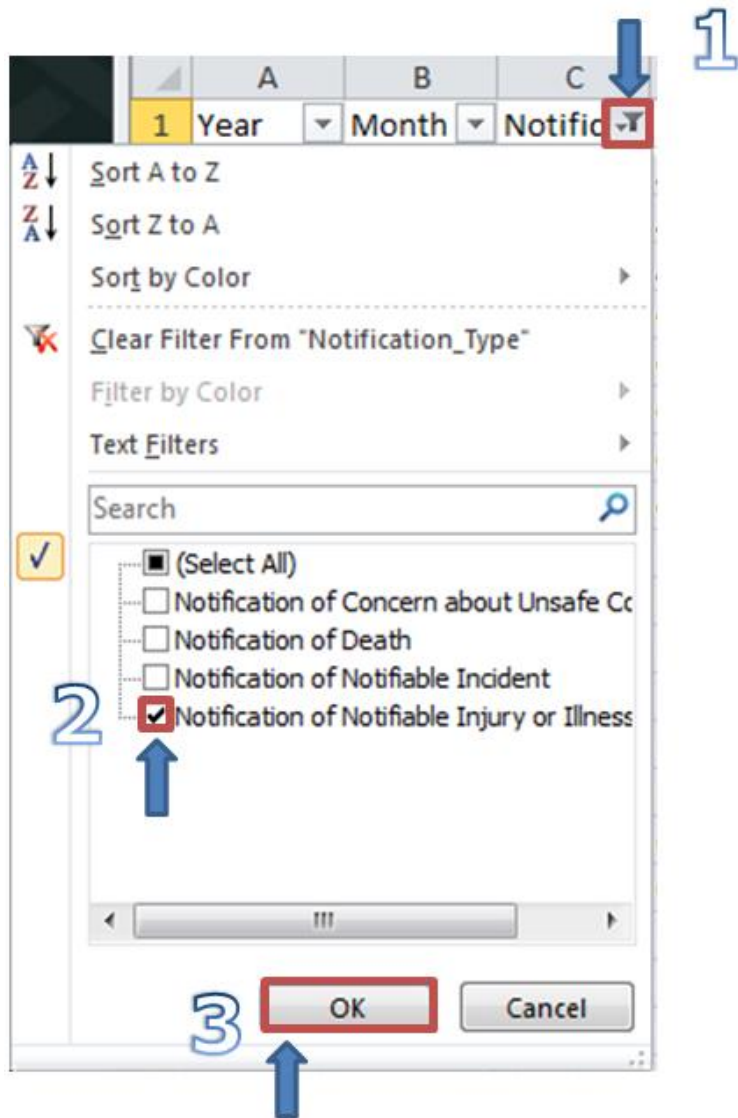 1
A B C
1 Year Month Notific
Sort A to Z
Sort Z to A
Sort by Color
Clear Filter From "Notification_Type"
Filter by Color
Text Filters
Search
(Select All)
Notification of Concern about Unsafe Co
Notification of Death
Notification of Notifiable Incident
2
Notification of Notifiable Injury or Illness
3
OK Cancel